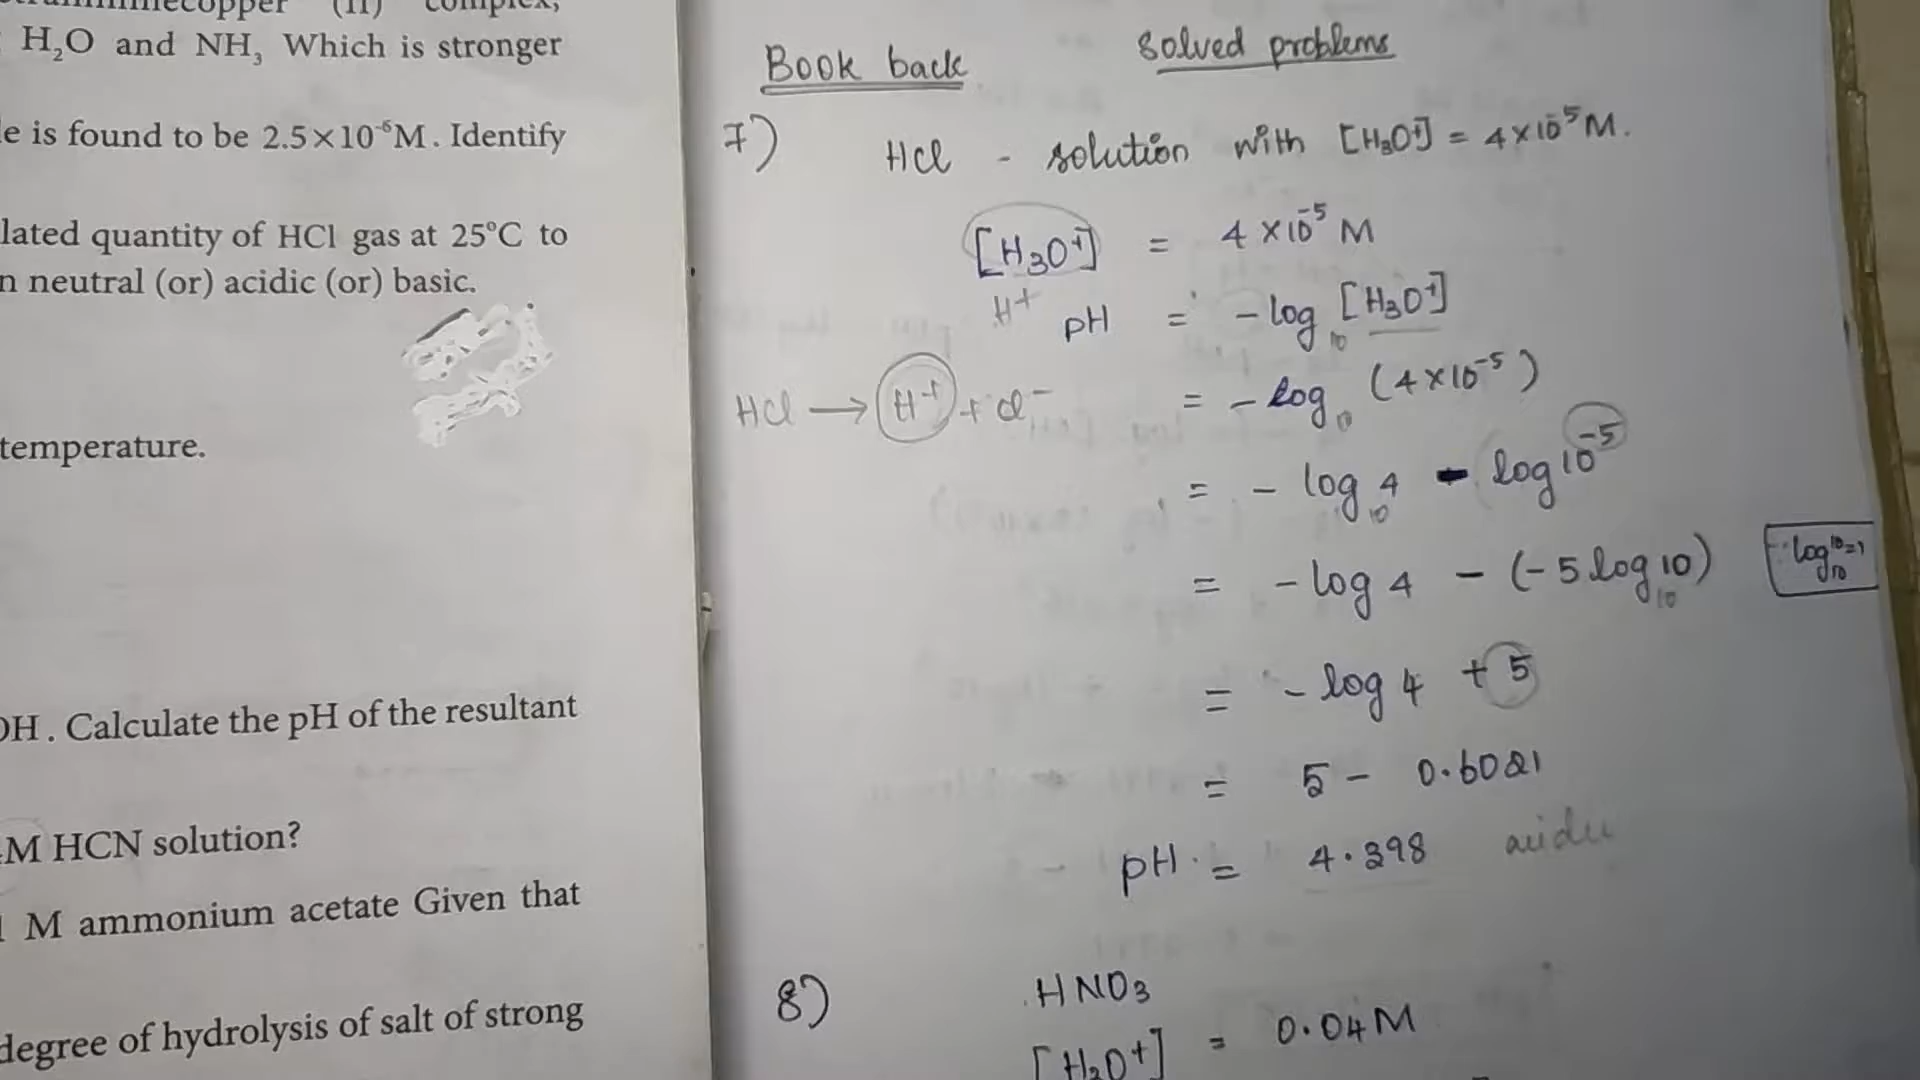 (II) complex,
H₂O and NH₃ Which is stronger
e is found to be 2.5×10⁻⁶M. Identify
lated quantity of HCl gas at 25°C to
n neutral (or) acidic (or) basic.
temperature.
OH. Calculate the pH of the resultant
M HCN solution?
M ammonium acetate Given that
degree of hydrolysis of salt of strong
Book back solved problems
7) HCl - solution with [H₃O⁺] = 4×10⁻⁵M.
[H₃O⁺] = 4×10⁻⁵ M
H⁺ pH = -log₁₀ [H₃O⁺]
HCl → H⁺ + Cl⁻ = -log₁₀ (4×10⁻⁵)
= - log₁₀ 4 - log 10⁻⁵
= - log 4 - (-5 log₁₀ 10) log₁₀ 10 = 1
= - log 4 + 5
= 5 - 0.6021
pH = 4.398
8) HNO₃
[H₃O⁺] = 0.04M